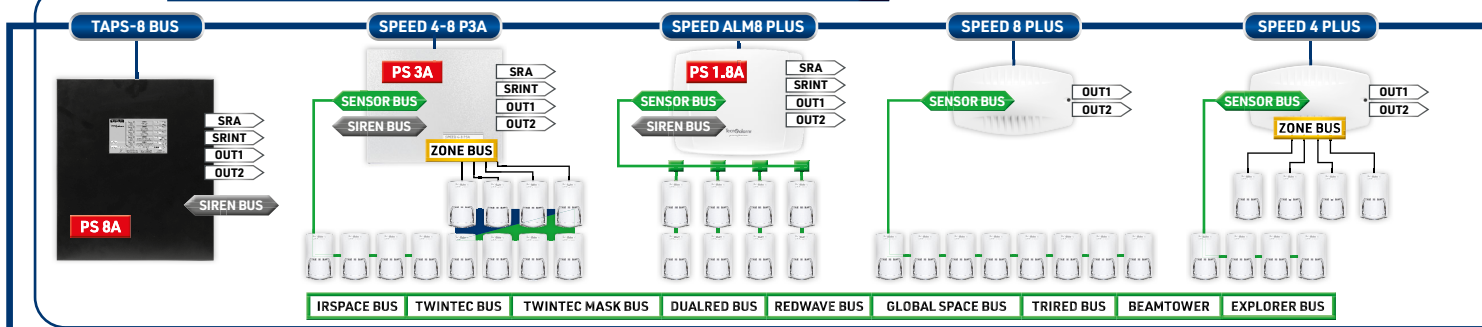 TAPS-8 BUS
SPEED 4-8 P3A
SPEED ALM8 PLUS
SPEED 8 PLUS
SPEED 4 PLUS
PS 8A
SRA
SRINT
OUT1
OUT2
SIREN BUS
PS 3A
SENSOR BUS
SIREN BUS
ZONE BUS
SRA
SRINT
OUT1
OUT2
PS 1.8A
SENSOR BUS
SIREN BUS
SRA
SRINT
OUT1
OUT2
SENSOR BUS
OUT1
OUT2
SENSOR BUS
ZONE BUS
OUT1
OUT2
IRSPACE BUS
TWINTEC BUS
TWINTEC MASK BUS
DUALRED BUS
REDWAVE BUS
GLOBAL SPACE BUS
TRIRED BUS
BEAMTOWER
EXPLORER BUS